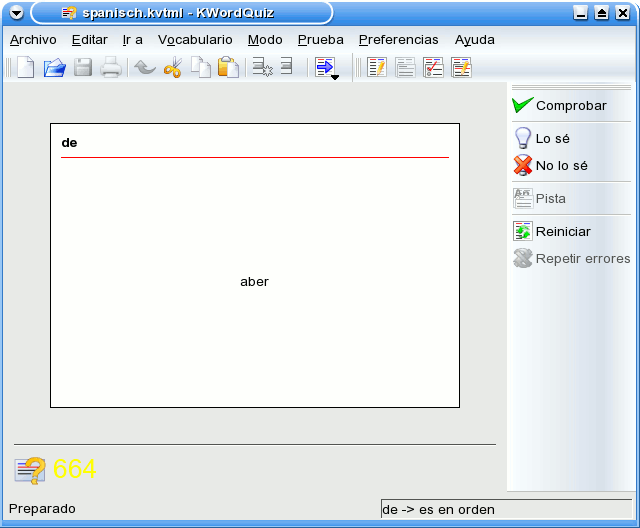 spanisch.kvtml - KWordQuiz
Archivo Editar Ir a Vocabulario Modo Prueba Preferencias Ayuda
de
aber
Comprobar
Lo sé
No lo sé
Pista
Reiniciar
Repetir errores
664
Preparado
de -> es en orden